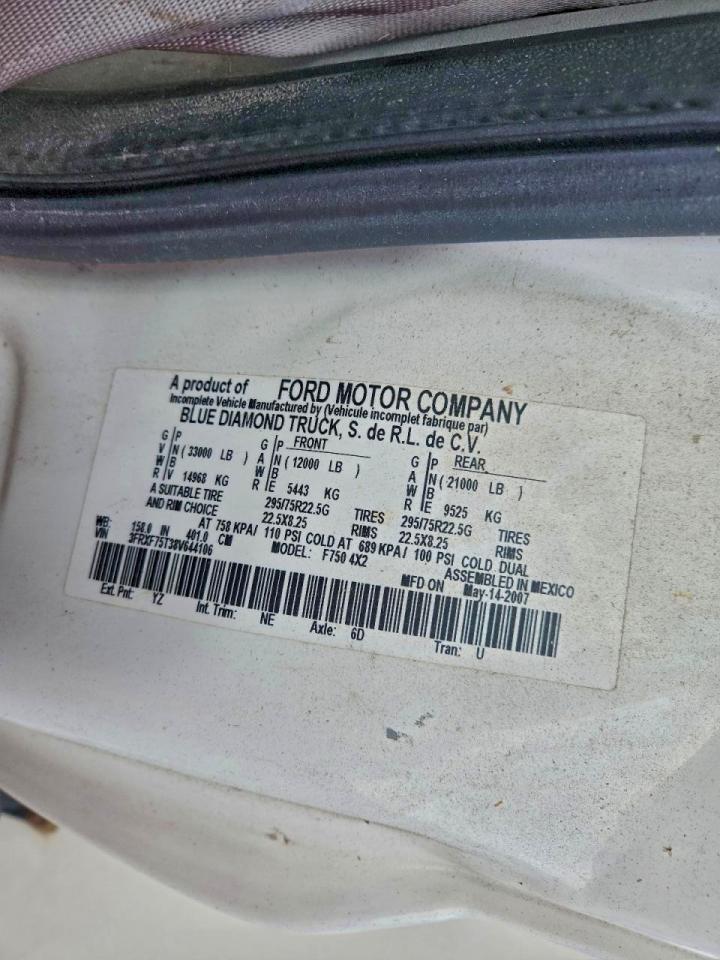 A product of FORD MOTOR COMPANY
Incomplete Vehicle Manufactured by (Vehicule incomplet fabrique par)
BLUE DIAMOND TRUCK, S. de R.L. de C.V.
G P G P FRONT G P REAR
V N ( 33000 LB ) A N ( 12000 LB ) A N ( 21000 LB )
W B W B W B
R V 14968 KG R E 5443 KG R E 9525 KG
A SUITABLE TIRE 295/75R22.5G TIRES 295/75R22.5G TIRES
AND RIM CHOICE 22.5X8.25 RIMS 22.5X8.25 RIMS
AT 758 KPA/ 110 PSI COLD AT 689 KPA/ 100 PSI COLD DUAL
WB: 158.0 IN 401.0 CM ASSEMBLED IN MEXICO
VIN 3FRXF75T38V644106 MODEL: F750 4X2 MFD ON May-14-2007
Ext. Pnt: YZ Int. Trim: NE Axle: 6D Tran: U